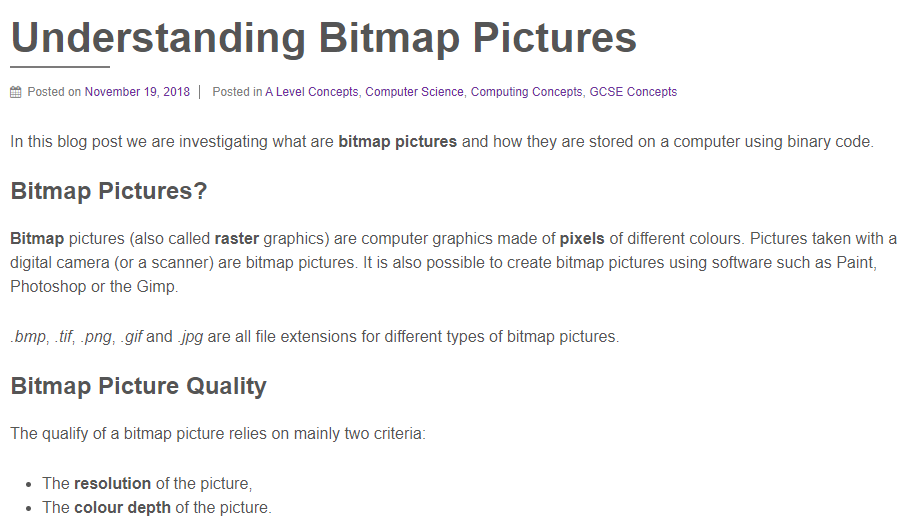 Understanding Bitmap Pictures
Posted on November 19, 2018 | Posted in A Level Concepts, Computer Science, Computing Concepts, GCSE Concepts
In this blog post we are investigating what are bitmap pictures and how they are stored on a computer using binary code.
Bitmap Pictures?
Bitmap pictures (also called raster graphics) are computer graphics made of pixels of different colours. Pictures taken with a
digital camera (or a scanner) are bitmap pictures. It is also possible to create bitmap pictures using software such as Paint,
Photoshop or the Gimp.
.bmp, .tif, .png, .gif and .jpg are all file extensions for different types of bitmap pictures.
Bitmap Picture Quality
The qualify of a bitmap picture relies on mainly two criteria:
• The resolution of the picture,
• The colour depth of the picture.